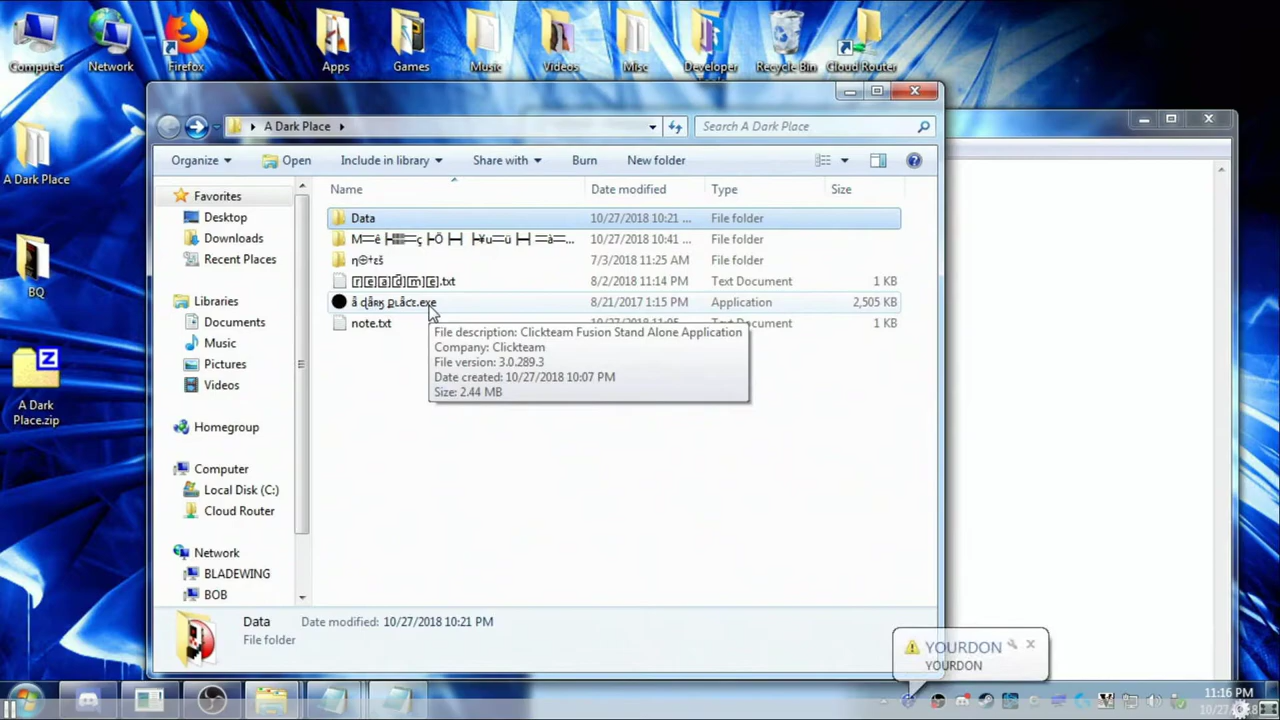 Computer
Network
Firefox
Apps
Games
Music
Videos
Misc
Developer
Recycle Bin
Cloud Router
A Dark Place
BQ
A Dark
Place.zip
A Dark Place
Search A Dark Place
Organize
Open
Include in library
Share with
Burn
New folder
Name
Date modified
Type
Size
Favorites
Desktop
Downloads
Recent Places
Libraries
Documents
Music
Pictures
Videos
Homegroup
Computer
Local Disk (C:)
Cloud Router
Network
BLADEWING
BOB
Data 10/27/2018 10:21 ... File folder
10/27/2018 10:41 ... File folder
7/3/2018 11:25 AM File folder
.txt 8/2/2018 11:14 PM Text Document 1 KB
.exe 8/21/2017 1:15 PM Application 2,505 KB
note.txt Document 1 KB
File description: Clickteam Fusion Stand Alone Application
Company: Clickteam
File version: 3.0.289.3
Date created: 10/27/2018 10:07 PM
Size: 2.44 MB
Data Date modified: 10/27/2018 10:21 PM
File folder
YOURDON
YOURDON
11:16 PM